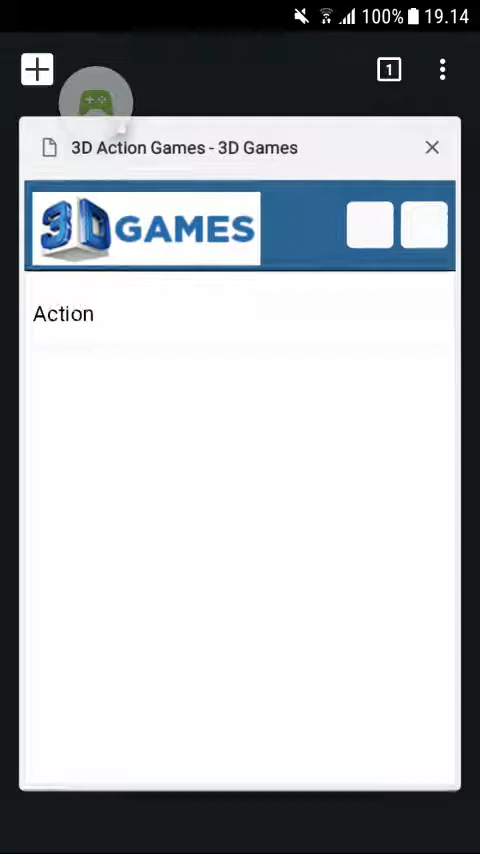 100% 19.14
1
3D Action Games - 3D Games
3D GAMES
Action